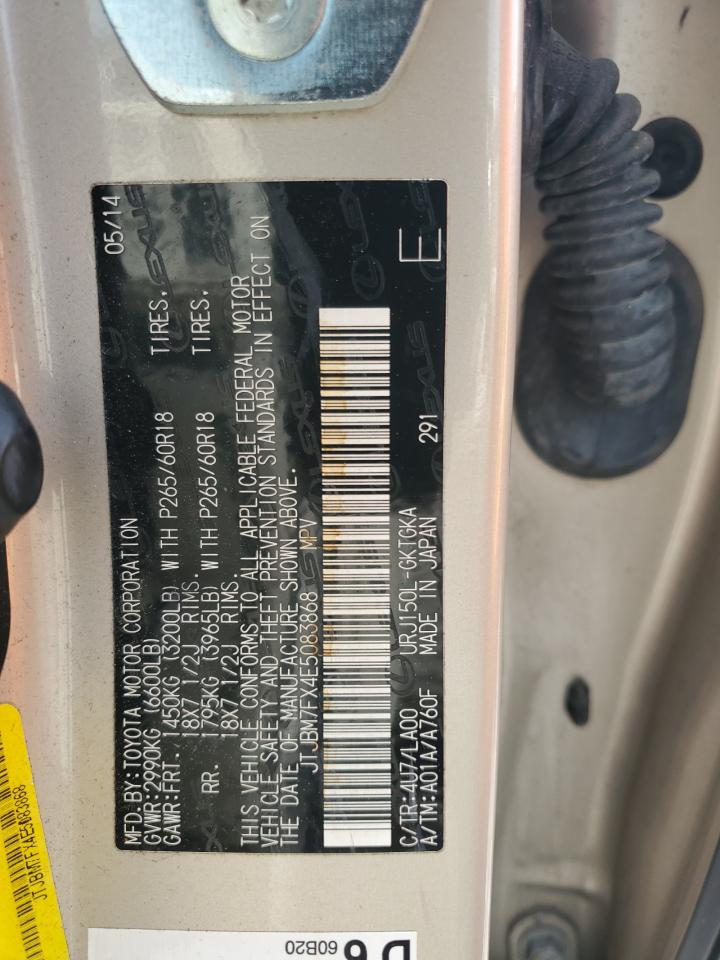 MFD. BY: TOYOTA MOTOR CORPORATION 05/14
GVWR: 2990KG (6600LB)
GAWR: FRT. 1450KG (3200LB) WITH P265/60R18 TIRES,
18X7 1/2J RIMS.
RR. 1795KG (3965LB) WITH P265/60R18 TIRES,
18X7 1/2J RIMS.
THIS VEHICLE CONFORMS TO ALL APPLICABLE FEDERAL MOTOR
VEHICLE SAFETY AND THEFT PREVENTION STANDARDS IN EFFECT ON
THE DATE OF MANUFACTURE SHOWN ABOVE.
JTJBM7FX4E5083868 MPV
C/TR: 4U7/LA00 URJ150L-GKTGKA
A/TM: A01A/A760F MADE IN JAPAN 291 E
LEXUS
JTJBM7FX4E5083868
60B20